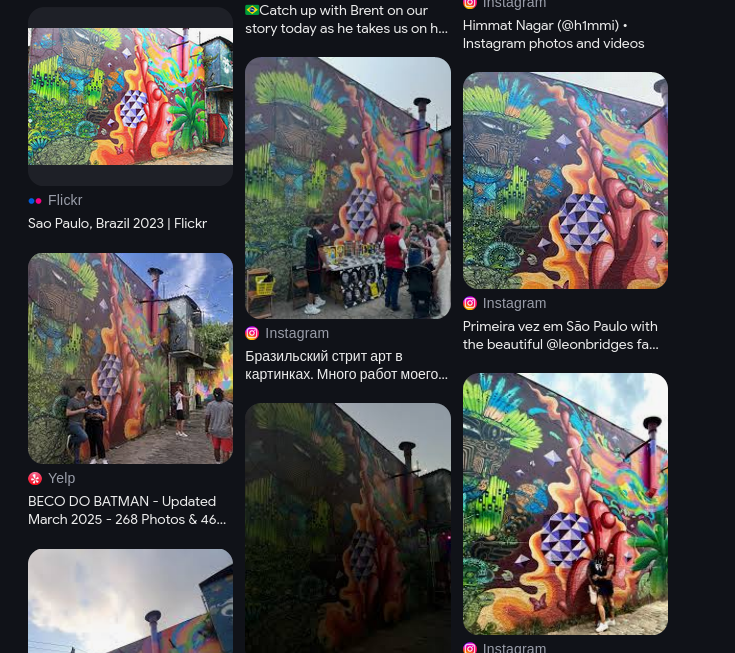 Flickr
Sao Paulo, Brazil 2023 | Flickr
Yelp
BECO DO BATMAN - Updated
March 2025 - 268 Photos & 46...
🇧🇷Catch up with Brent on our
story today as he takes us on h...
Instagram
Бразильский стрит арт в
картинках. Много работ моего...
Instagram
Himmat Nagar (@h1mmi) •
Instagram photos and videos
Instagram
Primeira vez em São Paulo with
the beautiful @leonbridges fa...
Instagram